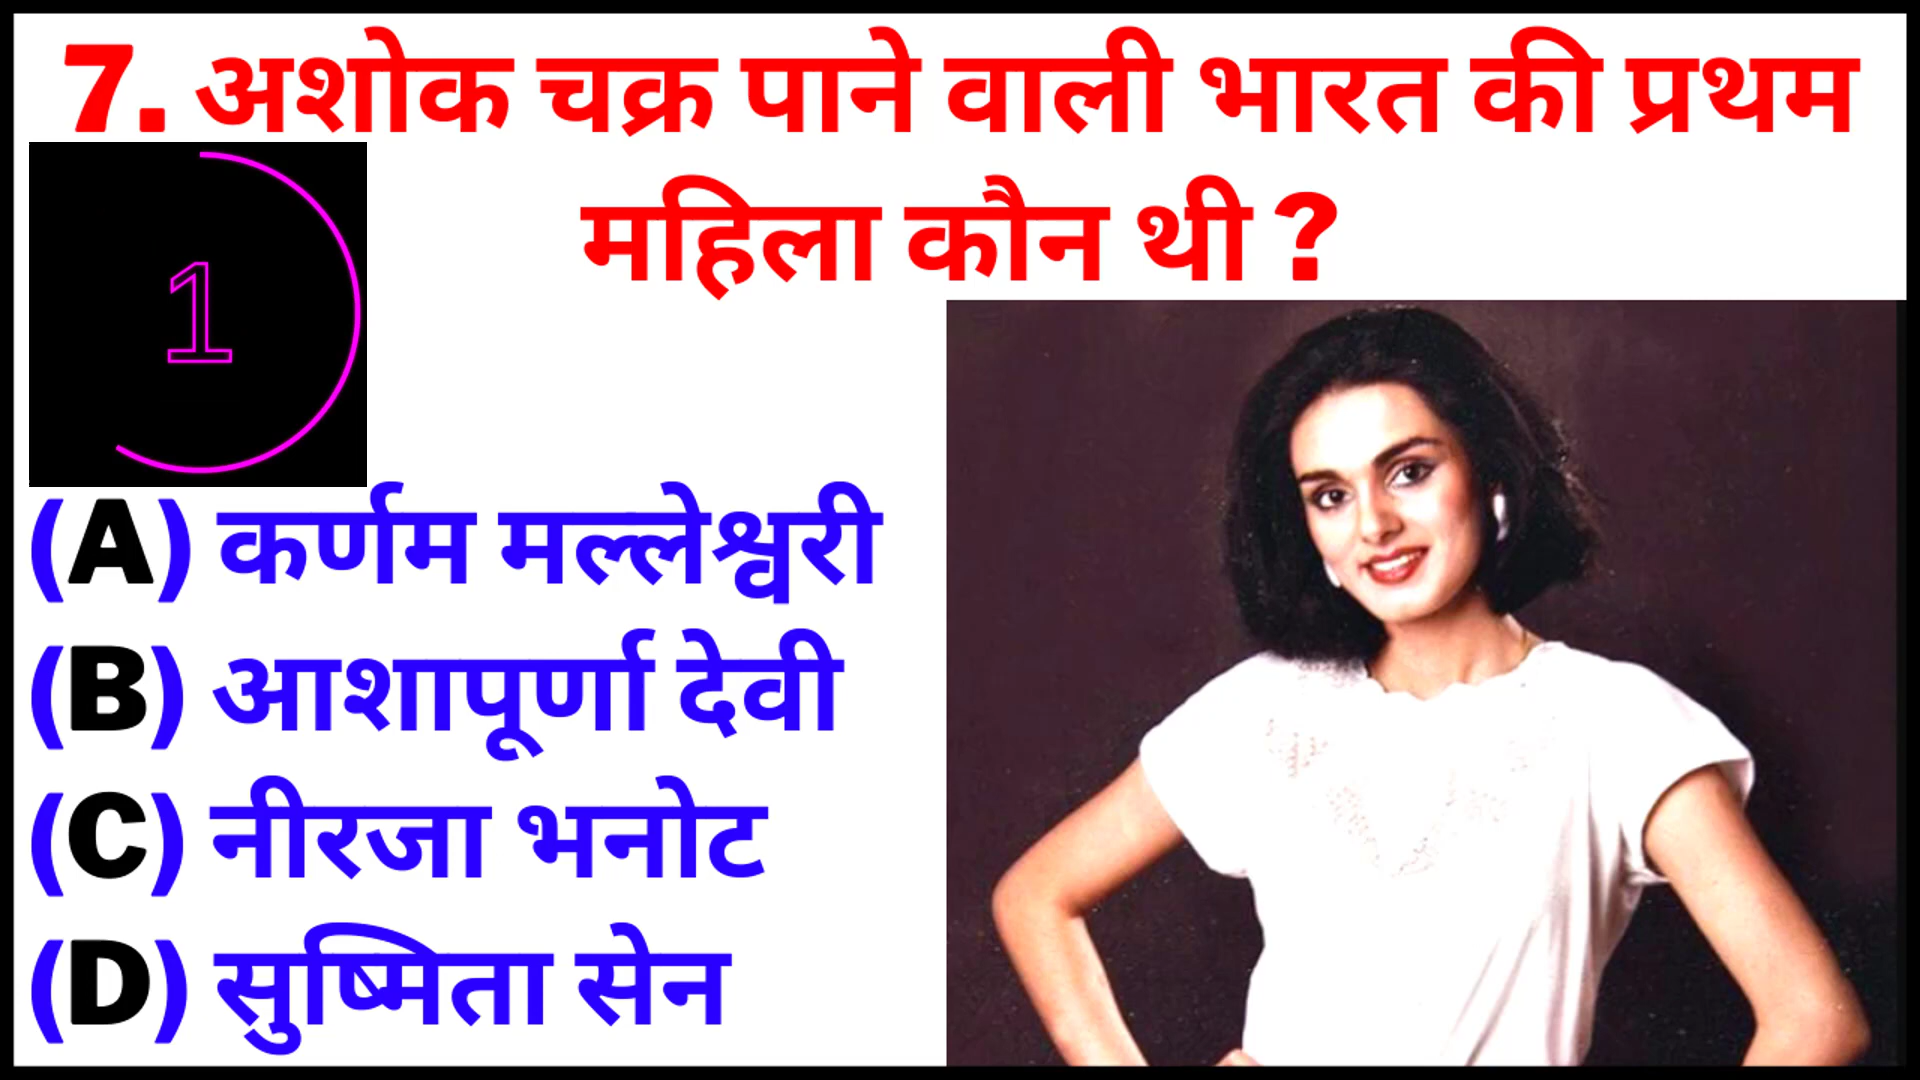 7. अशोक चक्र पाने वाली भारत की प्रथम
महिला कौन थी ?
1
(A) कर्णम मल्लेश्वरी
(B) आशापूर्णा देवी
(C) नीरजा भनोट
(D) सुष्मिता सेन